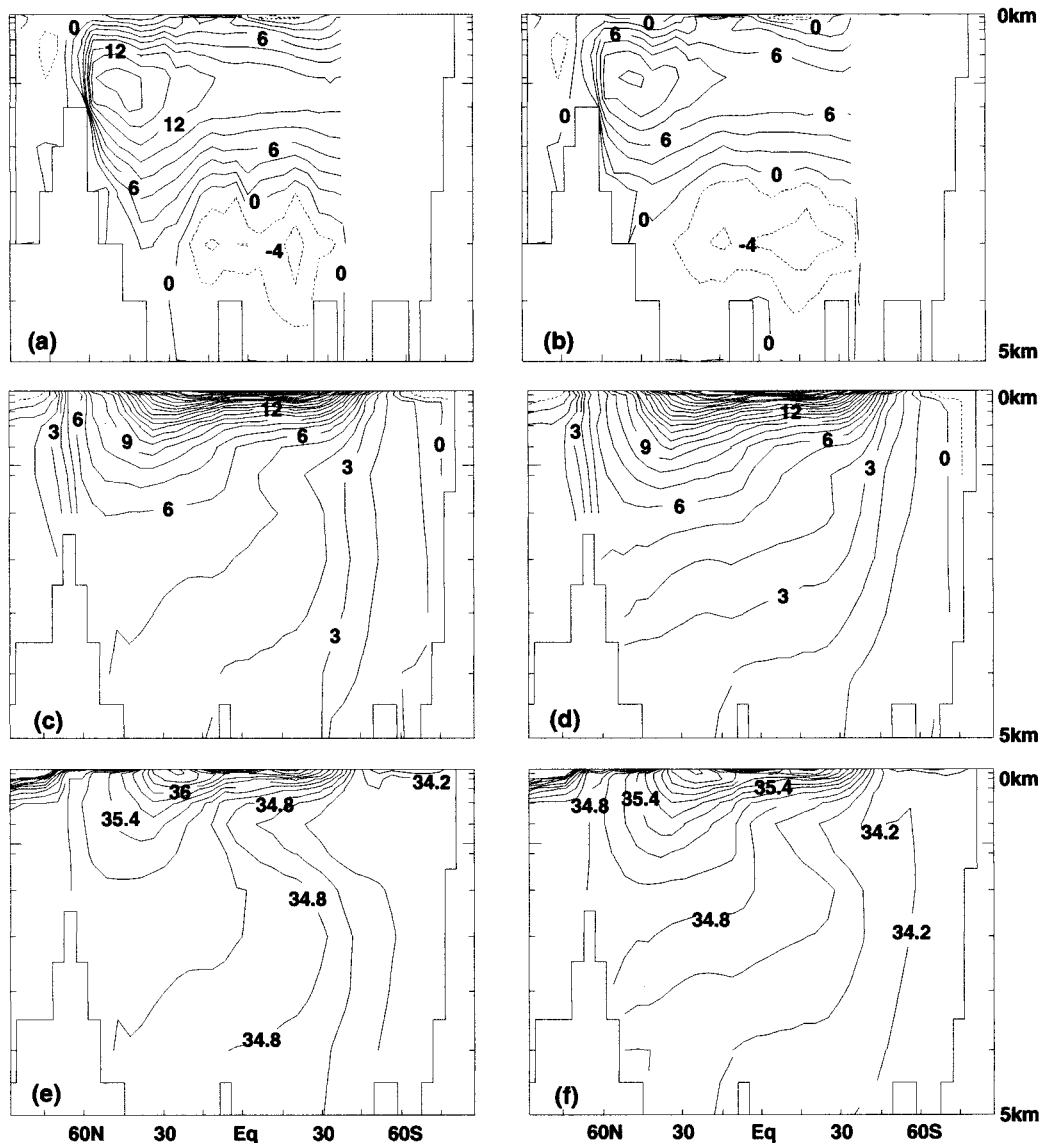 0 0km
12 6 6 6 0
12 6 0 6
6 6 0
0 -4 -4
0 0 0
(a) (b) 0 5km
12 12 0km
3 6 9 6 3 0 3 6 9 6 3 0
6 6
3 3
(c) (d) 5km
36 34.8 34.2 34.8 35.4 35.4 0km
35.4 34.2
34.8 34.8 34.2
34.8
(e) (f) 5km
60N 30 Eq 30 60S 60N 30 Eq 30 60S